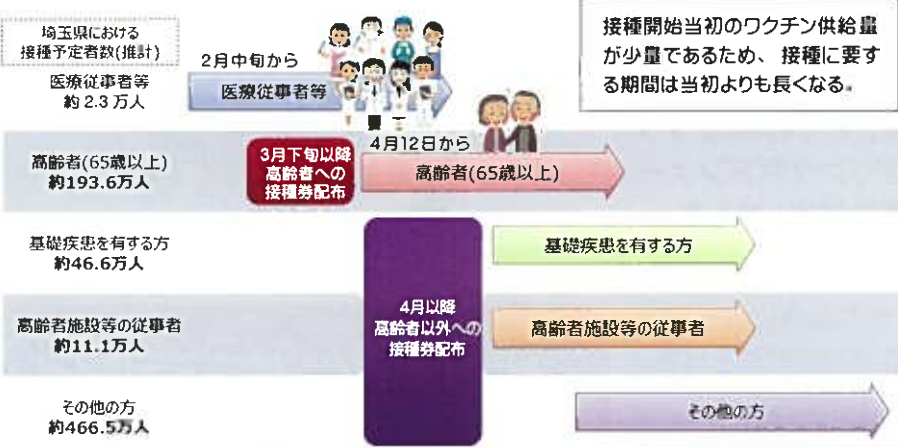 埼玉県における
接種予定者数(推計)
医療従事者等
約2.3万人
2月中旬から
医療従事者等
接種開始当初のワクチン供給量
が少量であるため、接種に要す
る期間は当初よりも長くなる。
高齢者(65歳以上)
約193.6万人
3月下旬以降
高齢者への
接種券配布
4月12日から
高齢者(65歳以上)
基礎疾患を有する方
約46.6万人
基礎疾患を有する方
高齢者施設等の従事者
約11.1万人
4月以降
高齢者以外への
接種券配布
高齢者施設等の従事者
その他の方
約466.5万人
その他の方